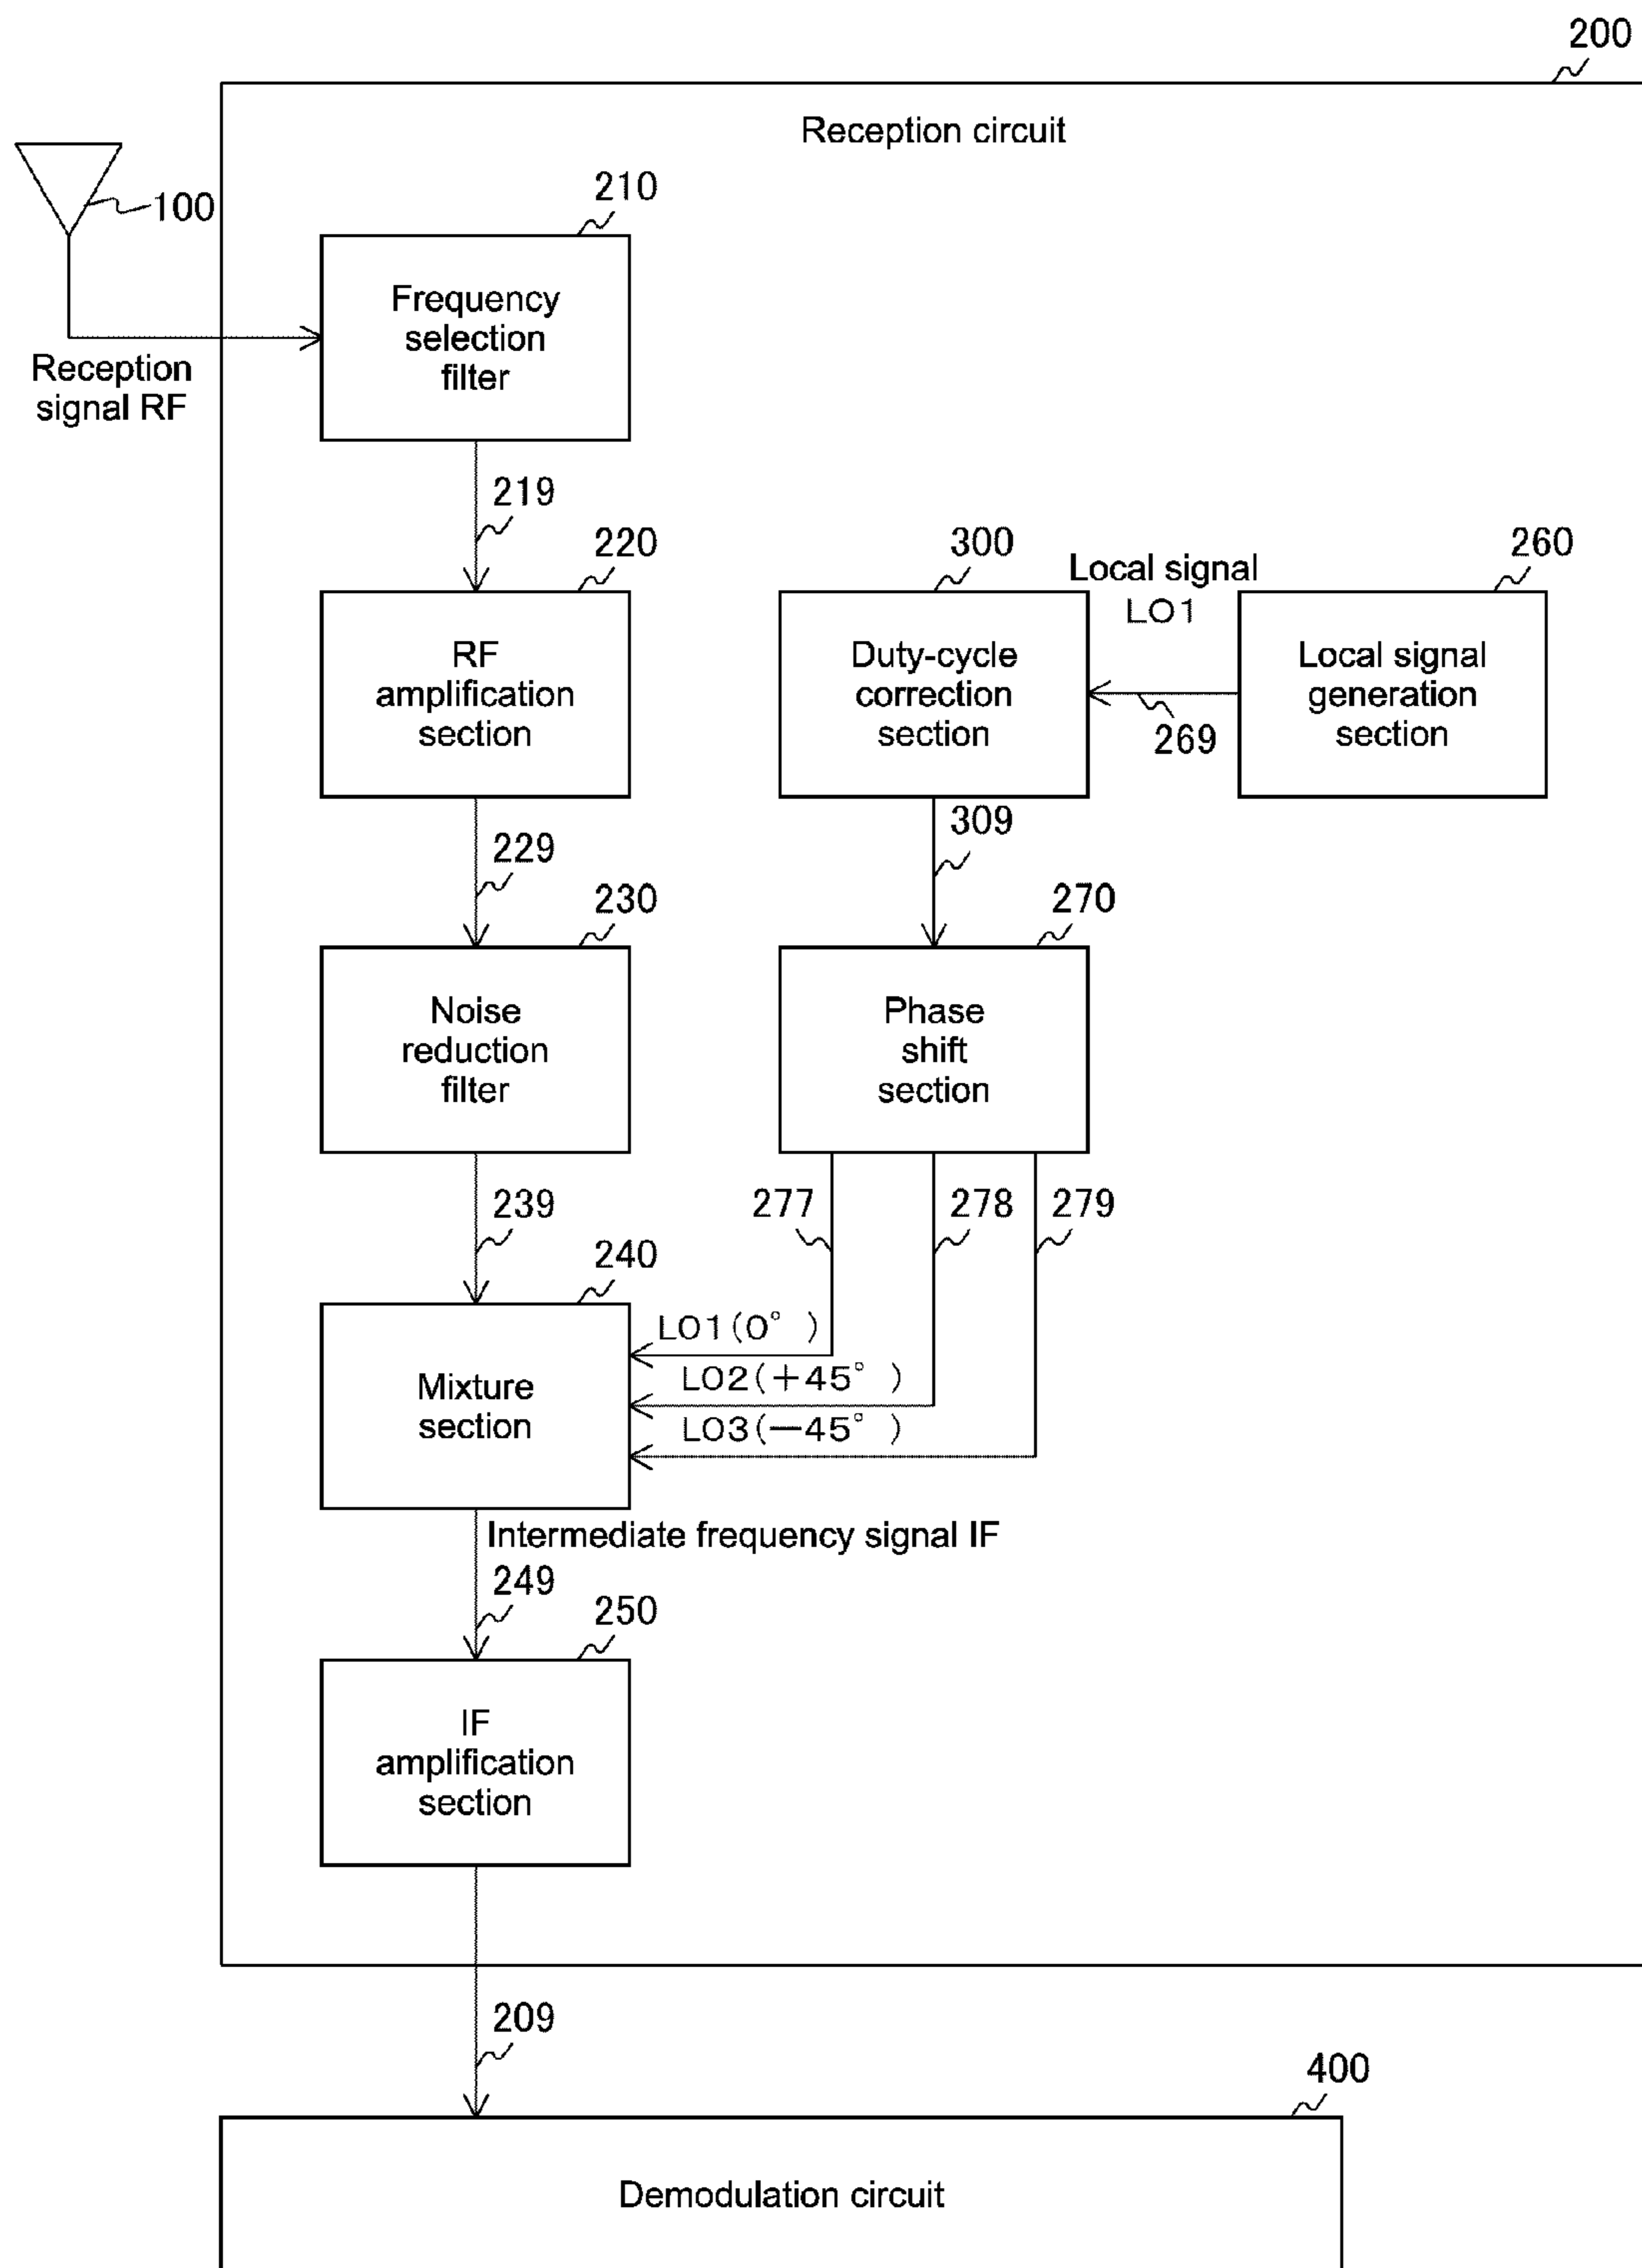 200
Reception circuit
100
210
Frequency
selection
filter
Reception
signal RF
219
220
RF
amplification
section
300
Duty-cycle
correction
section
Local signal
LO1
269
260
Local signal
generation
section
229
309
230
Noise
reduction
filter
270
Phase
shift
section
239
277
278
279
240
Mixture
section
LO1(0°)
LO2(+45°)
LO3(−45°)
Intermediate frequency signal IF
249
250
IF
amplification
section
209
400
Demodulation circuit